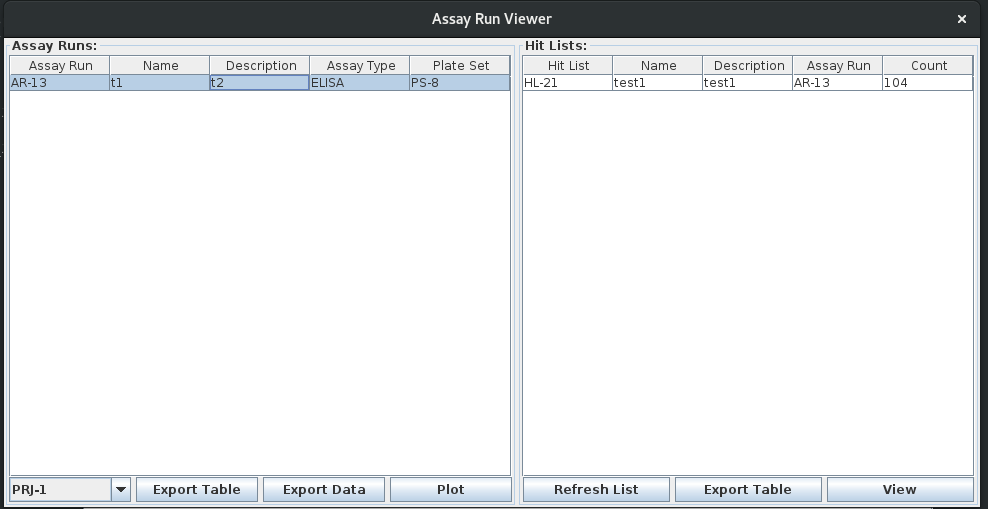 Assay Run Viewer ×
Assay Runs:
Assay Run Name Description Assay Type Plate Set
AR-13 t1 t2 ELISA PS-8
PRJ-1 Export Table Export Data Plot
Hit Lists:
Hit List Name Description Assay Run Count
HL-21 test1 test1 AR-13 104
Refresh List Export Table View